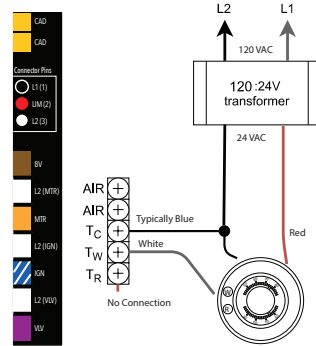 CAD
CAD
Connector Pins
L1 (1)
LIM (2)
L2 (3)
BV
L2 (MTR)
MTR
L2 (IGN)
IGN
L2 (VLV)
VLV
L2 L1
120 VAC
120:24V
transformer
24 VAC
AIR
AIR
TC Typically Blue
TW White
TR
No Connection
Red
W
R